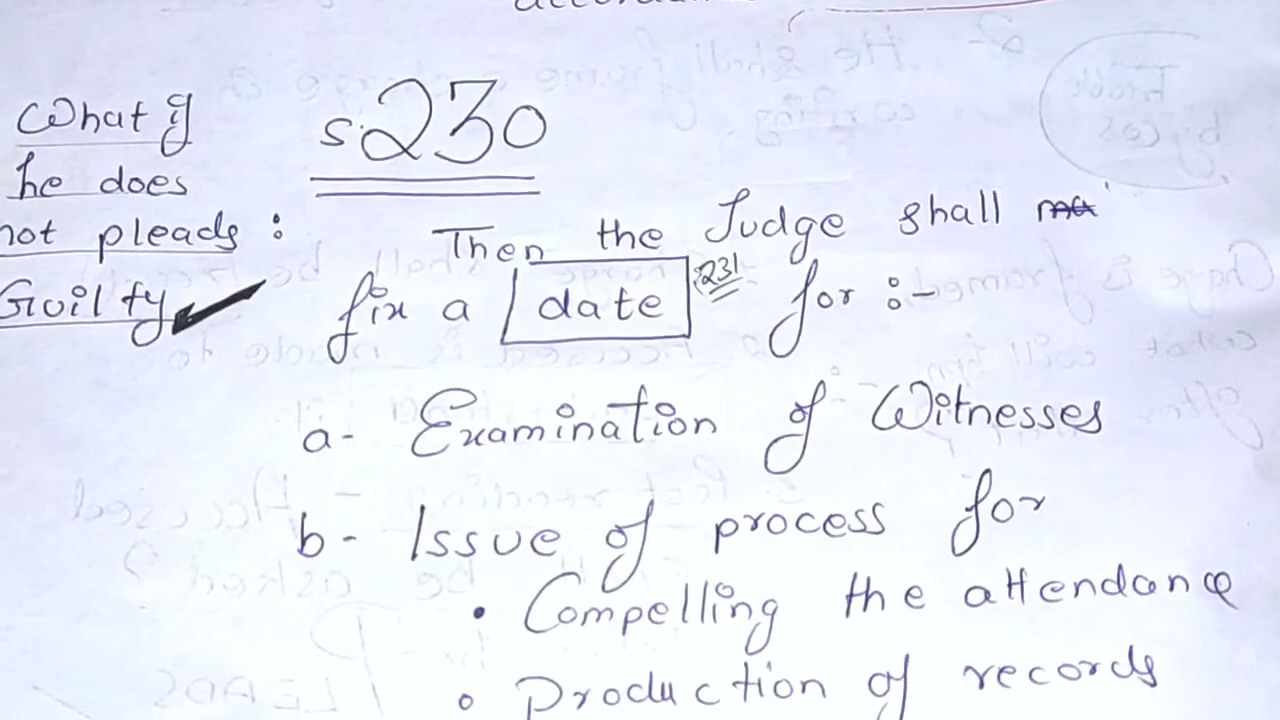 What if
he does
not pleads :
Guilty
s.230
Then the Judge shall
fix a date 231 for :-
a- Examination of Witnesses
b- Issue of process for
• Compelling the attendance
• Production of records